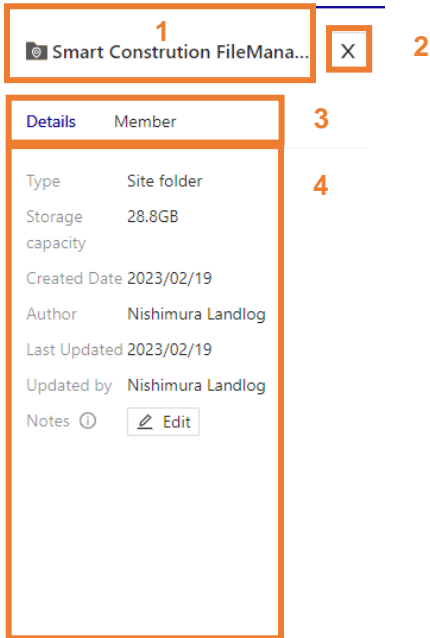 1
Smart Constrution FileMana... X
2
Details Member
3
4
Type Site folder
Storage 28.8GB
capacity
Created Date 2023/02/19
Author Nishimura Landlog
Last Updated 2023/02/19
Updated by Nishimura Landlog
Notes Edit